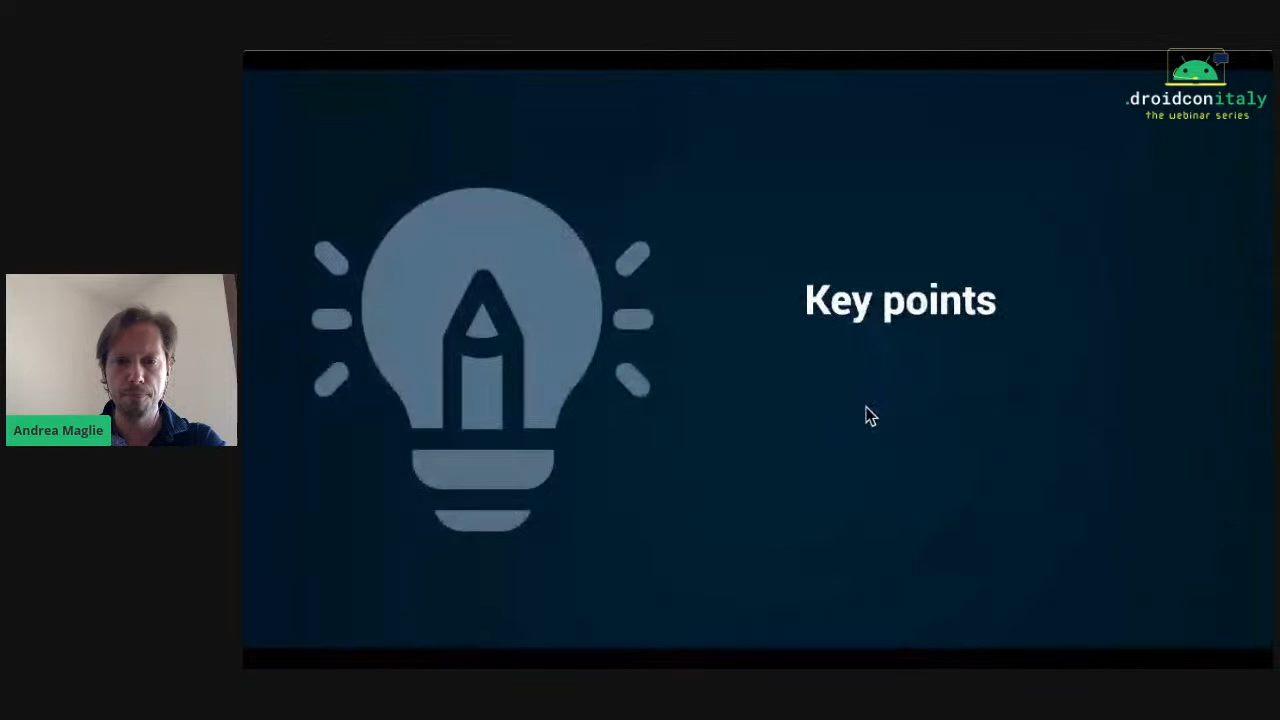 .droidconitaly
the webinar series
Key points
Andrea Maglie